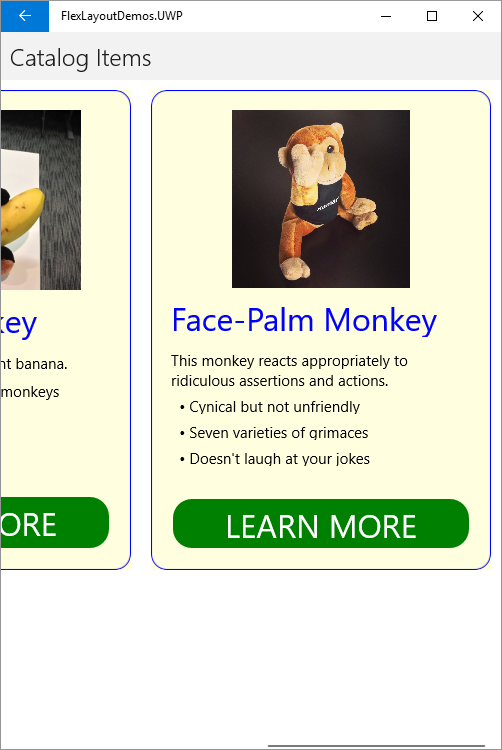 FlexLayoutDemos.UWP
Catalog Items
key
nt banana.
monkeys
ORE
Face-Palm Monkey
This monkey reacts appropriately to
ridiculous assertions and actions.
• Cynical but not unfriendly
• Seven varieties of grimaces
• Doesn't laugh at your jokes
LEARN MORE